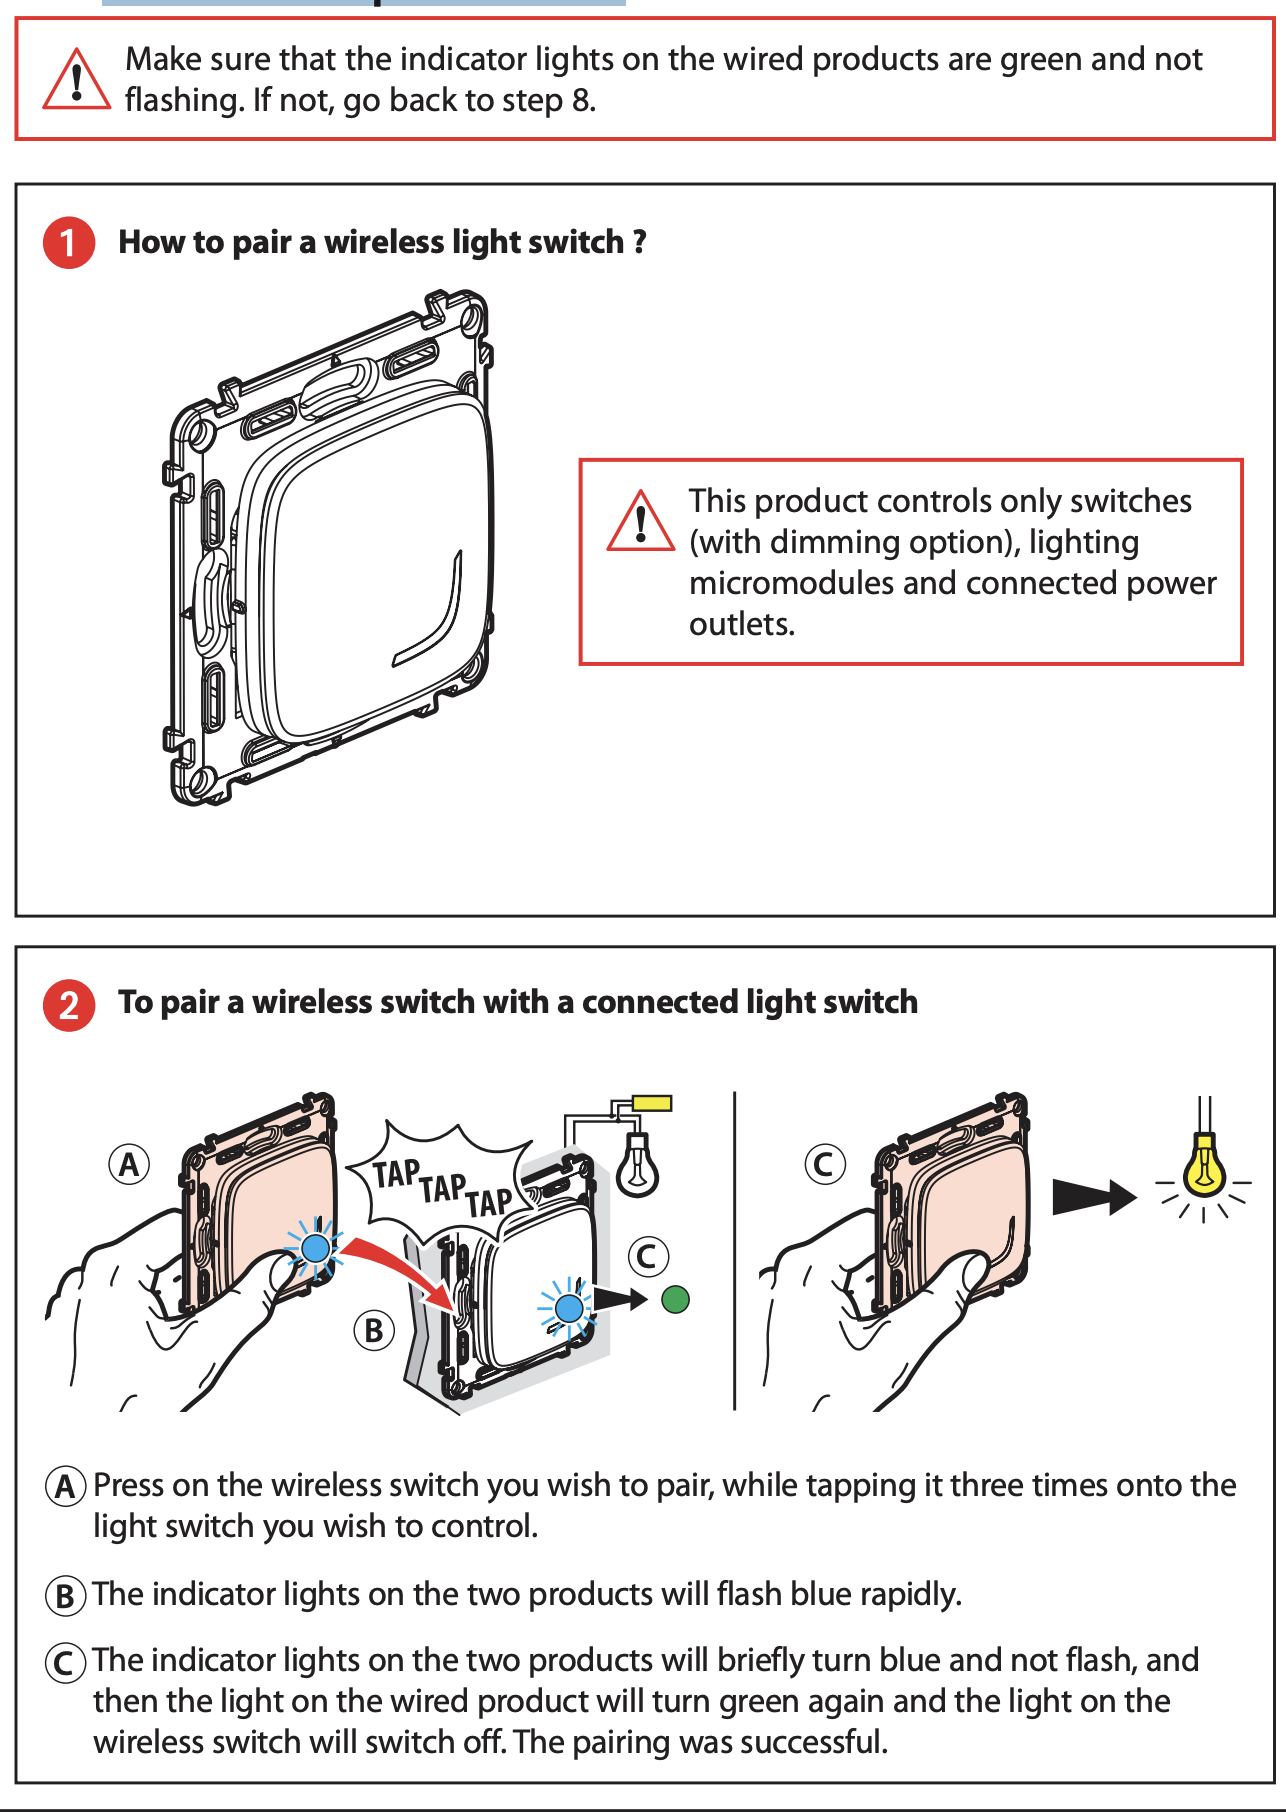 Make sure that the indicator lights on the wired products are green and not
flashing. If not, go back to step 8.
1 How to pair a wireless light switch ?
This product controls only switches
(with dimming option), lighting
micromodules and connected power
outlets.
2 To pair a wireless switch with a connected light switch
A
TAP
TAP
TAP
B
C
C
A Press on the wireless switch you wish to pair, while tapping it three times onto the
light switch you wish to control.
B The indicator lights on the two products will flash blue rapidly.
C The indicator lights on the two products will briefly turn blue and not flash, and
then the light on the wired product will turn green again and the light on the
wireless switch will switch off. The pairing was successful.